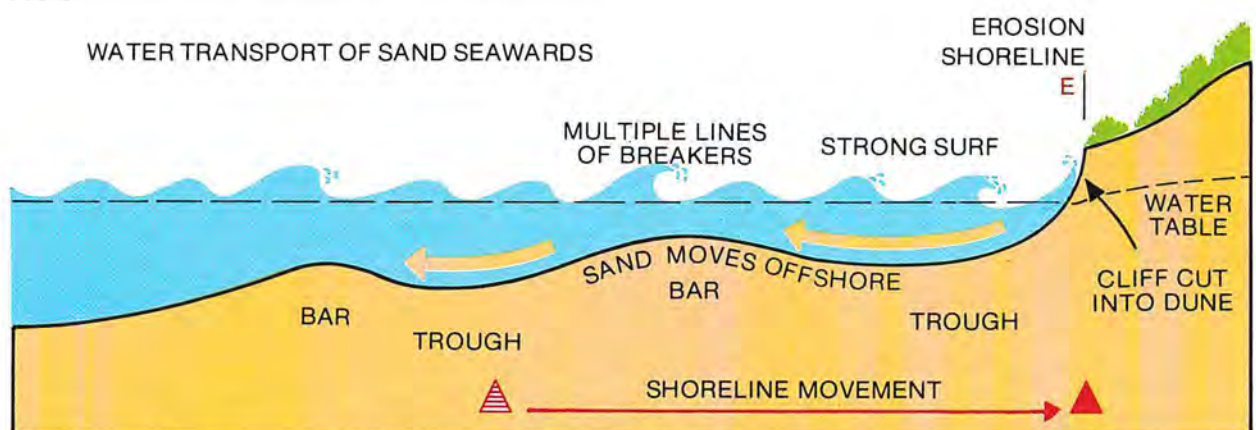 WATER TRANSPORT OF SAND SEAWARDS
EROSION
SHORELINE
E
MULTIPLE LINES
OF BREAKERS
STRONG SURF
WATER
TABLE
SAND MOVES OFFSHORE
CLIFF CUT
INTO DUNE
BAR
BAR
TROUGH
TROUGH
SHORELINE MOVEMENT